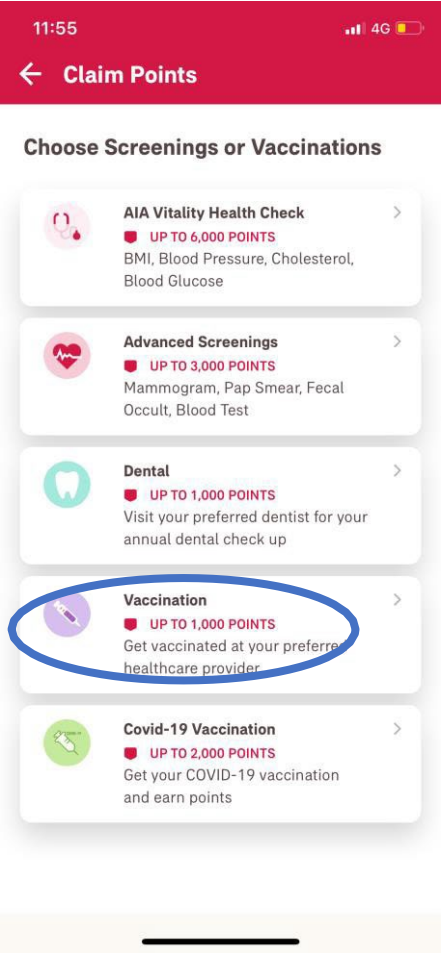 11:55
4G
Claim Points
Choose Screenings or Vaccinations
AIA Vitality Health Check
UP TO 6,000 POINTS
BMI, Blood Pressure, Cholesterol,
Blood Glucose
Advanced Screenings
UP TO 3,000 POINTS
Mammogram, Pap Smear, Fecal
Occult, Blood Test
Dental
UP TO 1,000 POINTS
Visit your preferred dentist for your
annual dental check up
Vaccination
UP TO 1,000 POINTS
Get vaccinated at your preferred
healthcare provider
Covid-19 Vaccination
UP TO 2,000 POINTS
Get your COVID-19 vaccination
and earn points